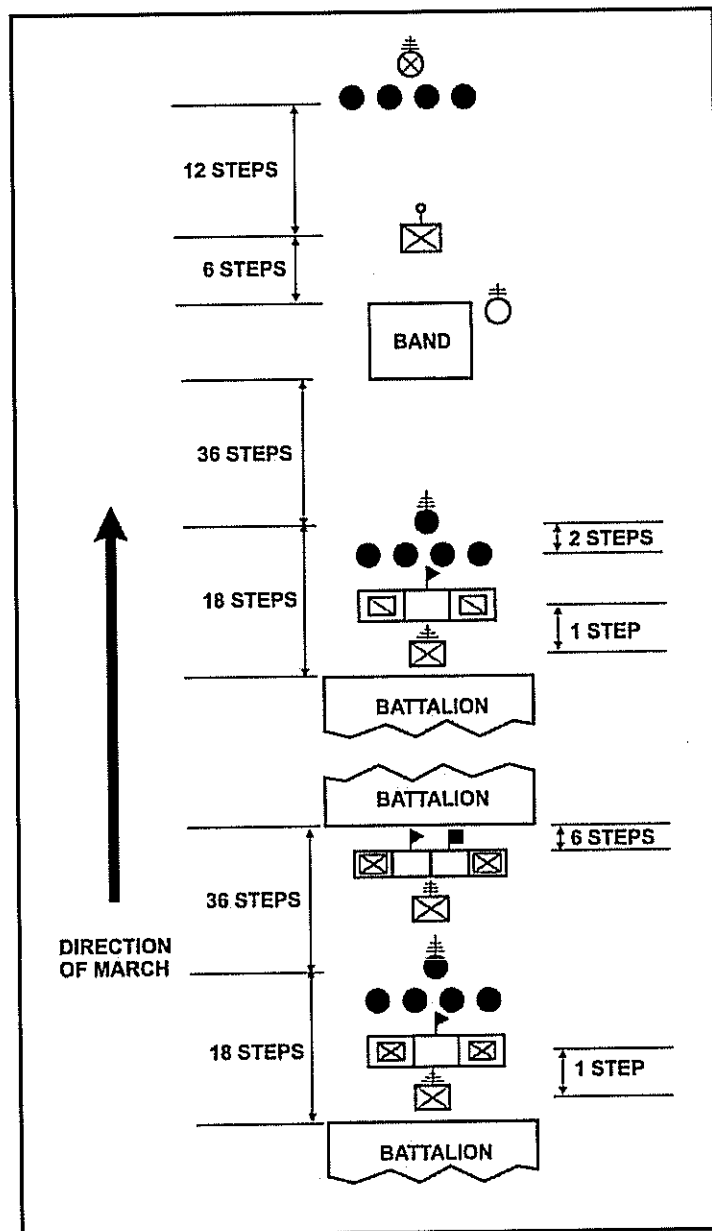 12 STEPS
6 STEPS
BAND
36 STEPS
2 STEPS
18 STEPS
1 STEP
BATTALION
BATTALION
6 STEPS
36 STEPS
DIRECTION
OF MARCH
18 STEPS
1 STEP
BATTALION